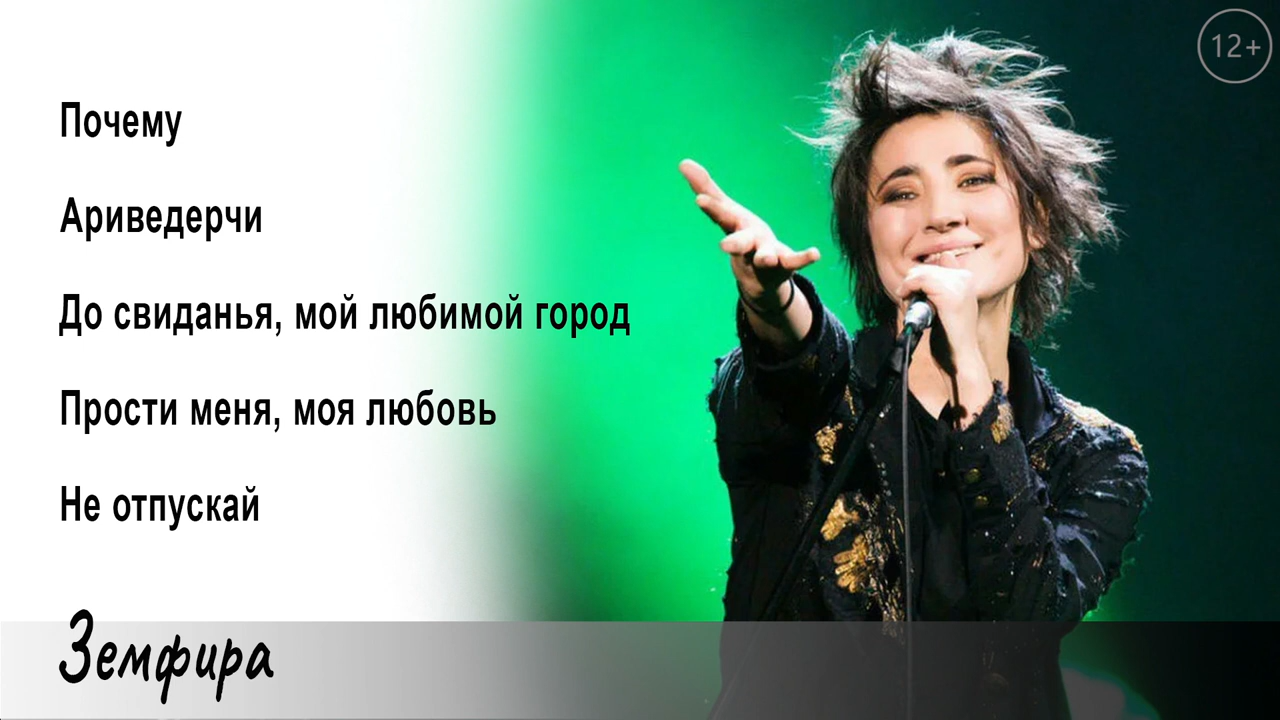 12+
Почему
Ариведерчи
До свиданья, мой любимой город
Прости меня, моя любовь
Не отпускай
Земфира